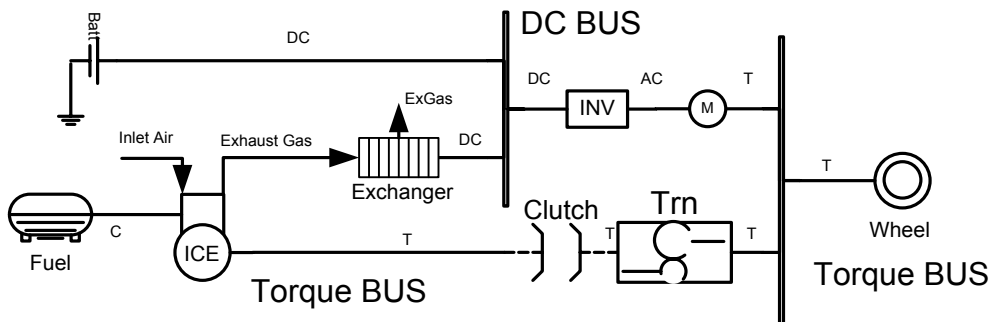 Batt
DC
DC BUS
DC
AC
T
INV
M
ExGas
Inlet Air
Exhaust Gas
DC
Exchanger
T
Clutch
Trn
Wheel
C
ICE
T
T
T
Fuel
Torque BUS
Torque BUS